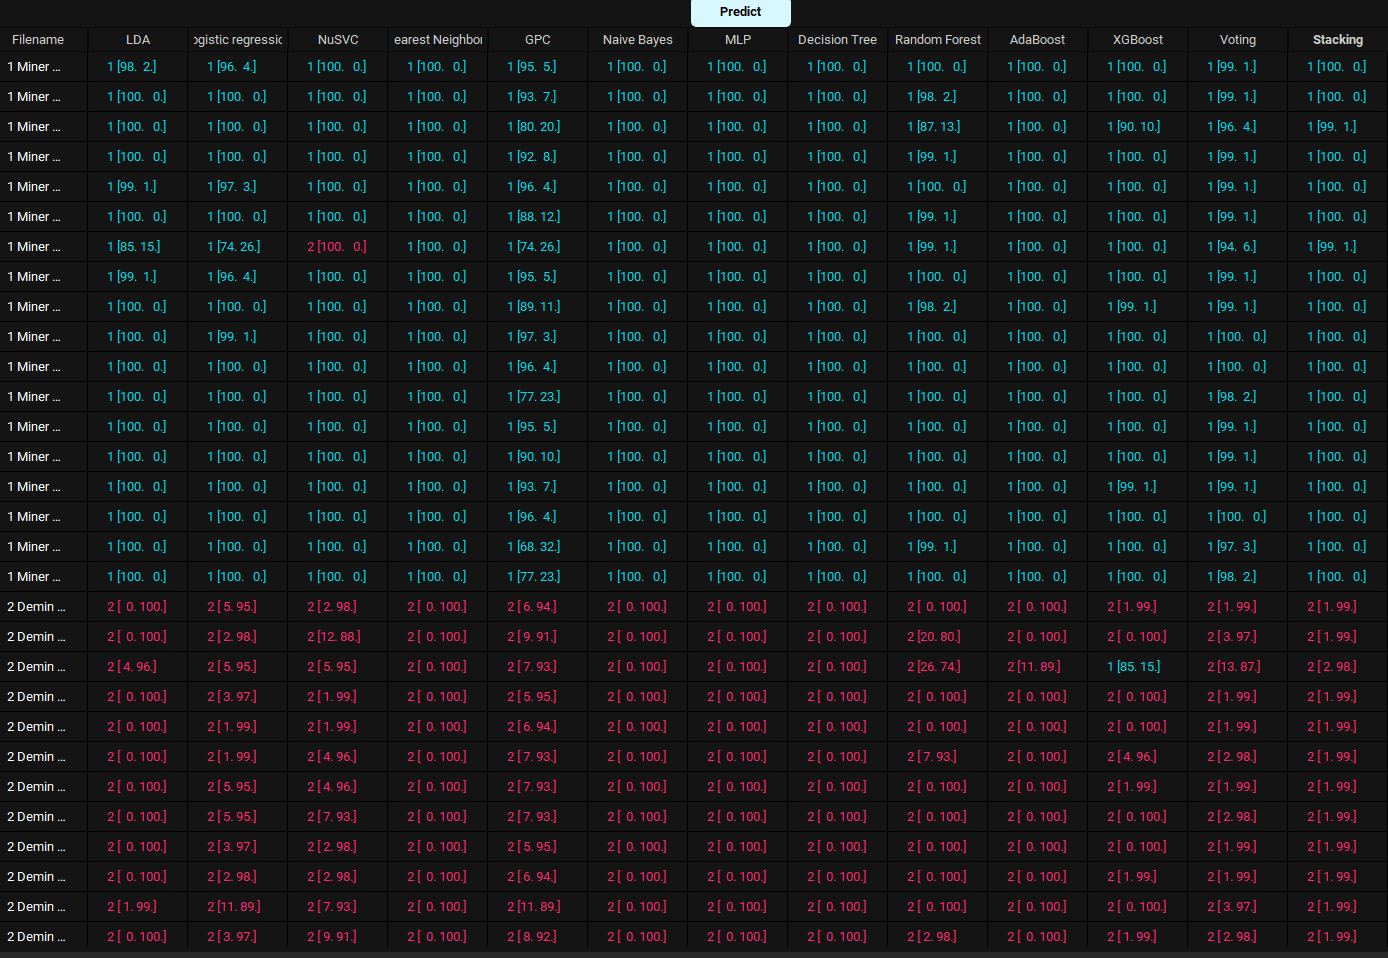 Predict
Filename LDA ogistic regressic NuSVC earest Neighbor GPC Naive Bayes MLP Decision Tree Random Forest AdaBoost XGBoost Voting Stacking
1 Miner ... 1 [98. 2.] 1 [96. 4.] 1 [100. 0.] 1 [100. 0.] 1 [95. 5.] 1 [100. 0.] 1 [100. 0.] 1 [100. 0.] 1 [100. 0.] 1 [100. 0.] 1 [100. 0.] 1 [99. 1.] 1 [100. 0.]
1 Miner ... 1 [100. 0.] 1 [100. 0.] 1 [100. 0.] 1 [100. 0.] 1 [93. 7.] 1 [100. 0.] 1 [100. 0.] 1 [100. 0.] 1 [98. 2.] 1 [100. 0.] 1 [100. 0.] 1 [99. 1.] 1 [100. 0.]
1 Miner ... 1 [100. 0.] 1 [100. 0.] 1 [100. 0.] 1 [100. 0.] 1 [80. 20.] 1 [100. 0.] 1 [100. 0.] 1 [100. 0.] 1 [87. 13.] 1 [100. 0.] 1 [90. 10.] 1 [96. 4.] 1 [99. 1.]
1 Miner ... 1 [100. 0.] 1 [100. 0.] 1 [100. 0.] 1 [100. 0.] 1 [92. 8.] 1 [100. 0.] 1 [100. 0.] 1 [100. 0.] 1 [99. 1.] 1 [100. 0.] 1 [100. 0.] 1 [99. 1.] 1 [100. 0.]
1 Miner ... 1 [99. 1.] 1 [97. 3.] 1 [100. 0.] 1 [100. 0.] 1 [96. 4.] 1 [100. 0.] 1 [100. 0.] 1 [100. 0.] 1 [100. 0.] 1 [100. 0.] 1 [100. 0.] 1 [99. 1.] 1 [100. 0.]
1 Miner ... 1 [100. 0.] 1 [100. 0.] 1 [100. 0.] 1 [100. 0.] 1 [88. 12.] 1 [100. 0.] 1 [100. 0.] 1 [100. 0.] 1 [99. 1.] 1 [100. 0.] 1 [100. 0.] 1 [99. 1.] 1 [100. 0.]
1 Miner ... 1 [85. 15.] 1 [74. 26.] 2 [100. 0.] 1 [100. 0.] 1 [74. 26.] 1 [100. 0.] 1 [100. 0.] 1 [100. 0.] 1 [99. 1.] 1 [100. 0.] 1 [100. 0.] 1 [94. 6.] 1 [99. 1.]
1 Miner ... 1 [99. 1.] 1 [96. 4.] 1 [100. 0.] 1 [100. 0.] 1 [95. 5.] 1 [100. 0.] 1 [100. 0.] 1 [100. 0.] 1 [100. 0.] 1 [100. 0.] 1 [100. 0.] 1 [99. 1.] 1 [100. 0.]
1 Miner ... 1 [100. 0.] 1 [100. 0.] 1 [100. 0.] 1 [100. 0.] 1 [89. 11.] 1 [100. 0.] 1 [100. 0.] 1 [100. 0.] 1 [98. 2.] 1 [100. 0.] 1 [99. 1.] 1 [99. 1.] 1 [100. 0.]
1 Miner ... 1 [100. 0.] 1 [99. 1.] 1 [100. 0.] 1 [100. 0.] 1 [97. 3.] 1 [100. 0.] 1 [100. 0.] 1 [100. 0.] 1 [100. 0.] 1 [100. 0.] 1 [100. 0.] 1 [100. 0.] 1 [100. 0.]
1 Miner ... 1 [100. 0.] 1 [100. 0.] 1 [100. 0.] 1 [100. 0.] 1 [96. 4.] 1 [100. 0.] 1 [100. 0.] 1 [100. 0.] 1 [100. 0.] 1 [100. 0.] 1 [100. 0.] 1 [100. 0.] 1 [100. 0.]
1 Miner ... 1 [100. 0.] 1 [100. 0.] 1 [100. 0.] 1 [100. 0.] 1 [77. 23.] 1 [100. 0.] 1 [100. 0.] 1 [100. 0.] 1 [100. 0.] 1 [100. 0.] 1 [100. 0.] 1 [98. 2.] 1 [100. 0.]
1 Miner ... 1 [100. 0.] 1 [100. 0.] 1 [100. 0.] 1 [100. 0.] 1 [95. 5.] 1 [100. 0.] 1 [100. 0.] 1 [100. 0.] 1 [100. 0.] 1 [100. 0.] 1 [100. 0.] 1 [99. 1.] 1 [100. 0.]
1 Miner ... 1 [100. 0.] 1 [100. 0.] 1 [100. 0.] 1 [100. 0.] 1 [90. 10.] 1 [100. 0.] 1 [100. 0.] 1 [100. 0.] 1 [100. 0.] 1 [100. 0.] 1 [100. 0.] 1 [99. 1.] 1 [100. 0.]
1 Miner ... 1 [100. 0.] 1 [100. 0.] 1 [100. 0.] 1 [100. 0.] 1 [93. 7.] 1 [100. 0.] 1 [100. 0.] 1 [100. 0.] 1 [100. 0.] 1 [100. 0.] 1 [99. 1.] 1 [99. 1.] 1 [100. 0.]
1 Miner ... 1 [100. 0.] 1 [100. 0.] 1 [100. 0.] 1 [100. 0.] 1 [96. 4.] 1 [100. 0.] 1 [100. 0.] 1 [100. 0.] 1 [100. 0.] 1 [100. 0.] 1 [100. 0.] 1 [100. 0.] 1 [100. 0.]
1 Miner ... 1 [100. 0.] 1 [100. 0.] 1 [100. 0.] 1 [100. 0.] 1 [68. 32.] 1 [100. 0.] 1 [100. 0.] 1 [100. 0.] 1 [99. 1.] 1 [100. 0.] 1 [100. 0.] 1 [97. 3.] 1 [100. 0.]
1 Miner ... 1 [100. 0.] 1 [100. 0.] 1 [100. 0.] 1 [100. 0.] 1 [77. 23.] 1 [100. 0.] 1 [100. 0.] 1 [100. 0.] 1 [100. 0.] 1 [100. 0.] 1 [100. 0.] 1 [98. 2.] 1 [100. 0.]
2 Demin ... 2 [ 0. 100.] 2 [ 5. 95.] 2 [ 2. 98.] 2 [ 0. 100.] 2 [ 6. 94.] 2 [ 0. 100.] 2 [ 0. 100.] 2 [ 0. 100.] 2 [ 0. 100.] 2 [ 0. 100.] 2 [ 1. 99.] 2 [ 1. 99.] 2 [ 1. 99.]
2 Demin ... 2 [ 0. 100.] 2 [ 2. 98.] 2 [12. 88.] 2 [ 0. 100.] 2 [ 9. 91.] 2 [ 0. 100.] 2 [ 0. 100.] 2 [ 0. 100.] 2 [20. 80.] 2 [ 0. 100.] 2 [ 0. 100.] 2 [ 3. 97.] 2 [ 1. 99.]
2 Demin ... 2 [ 4. 96.] 2 [ 5. 95.] 2 [ 5. 95.] 2 [ 0. 100.] 2 [ 7. 93.] 2 [ 0. 100.] 2 [ 0. 100.] 2 [ 0. 100.] 2 [26. 74.] 2 [11. 89.] 1 [85. 15.] 2 [13. 87.] 2 [ 2. 98.]
2 Demin ... 2 [ 0. 100.] 2 [ 3. 97.] 2 [ 1. 99.] 2 [ 0. 100.] 2 [ 5. 95.] 2 [ 0. 100.] 2 [ 0. 100.] 2 [ 0. 100.] 2 [ 0. 100.] 2 [ 0. 100.] 2 [ 0. 100.] 2 [ 1. 99.] 2 [ 1. 99.]
2 Demin ... 2 [ 0. 100.] 2 [ 1. 99.] 2 [ 1. 99.] 2 [ 0. 100.] 2 [ 6. 94.] 2 [ 0. 100.] 2 [ 0. 100.] 2 [ 0. 100.] 2 [ 0. 100.] 2 [ 0. 100.] 2 [ 0. 100.] 2 [ 1. 99.] 2 [ 1. 99.]
2 Demin ... 2 [ 0. 100.] 2 [ 1. 99.] 2 [ 4. 96.] 2 [ 0. 100.] 2 [ 7. 93.] 2 [ 0. 100.] 2 [ 0. 100.] 2 [ 0. 100.] 2 [ 7. 93.] 2 [ 0. 100.] 2 [ 4. 96.] 2 [ 2. 98.] 2 [ 1. 99.]
2 Demin ... 2 [ 0. 100.] 2 [ 5. 95.] 2 [ 4. 96.] 2 [ 0. 100.] 2 [ 7. 93.] 2 [ 0. 100.] 2 [ 0. 100.] 2 [ 0. 100.] 2 [ 0. 100.] 2 [ 0. 100.] 2 [ 1. 99.] 2 [ 1. 99.] 2 [ 1. 99.]
2 Demin ... 2 [ 0. 100.] 2 [ 5. 95.] 2 [ 7. 93.] 2 [ 0. 100.] 2 [ 7. 93.] 2 [ 0. 100.] 2 [ 0. 100.] 2 [ 0. 100.] 2 [ 0. 100.] 2 [ 0. 100.] 2 [ 0. 100.] 2 [ 2. 98.] 2 [ 1. 99.]
2 Demin ... 2 [ 0. 100.] 2 [ 3. 97.] 2 [ 2. 98.] 2 [ 0. 100.] 2 [ 5. 95.] 2 [ 0. 100.] 2 [ 0. 100.] 2 [ 0. 100.] 2 [ 0. 100.] 2 [ 0. 100.] 2 [ 0. 100.] 2 [ 1. 99.] 2 [ 1. 99.]
2 Demin ... 2 [ 0. 100.] 2 [ 2. 98.] 2 [ 2. 98.] 2 [ 0. 100.] 2 [ 6. 94.] 2 [ 0. 100.] 2 [ 0. 100.] 2 [ 0. 100.] 2 [ 0. 100.] 2 [ 0. 100.] 2 [ 1. 99.] 2 [ 1. 99.] 2 [ 1. 99.]
2 Demin ... 2 [ 1. 99.] 2 [11. 89.] 2 [ 7. 93.] 2 [ 0. 100.] 2 [11. 89.] 2 [ 0. 100.] 2 [ 0. 100.] 2 [ 0. 100.] 2 [ 0. 100.] 2 [ 0. 100.] 2 [ 0. 100.] 2 [ 3. 97.] 2 [ 1. 99.]
2 Demin ... 2 [ 0. 100.] 2 [ 3. 97.] 2 [ 9. 91.] 2 [ 0. 100.] 2 [ 8. 92.] 2 [ 0. 100.] 2 [ 0. 100.] 2 [ 0. 100.] 2 [ 2. 98.] 2 [ 0. 100.] 2 [ 1. 99.] 2 [ 2. 98.] 2 [ 1. 99.]